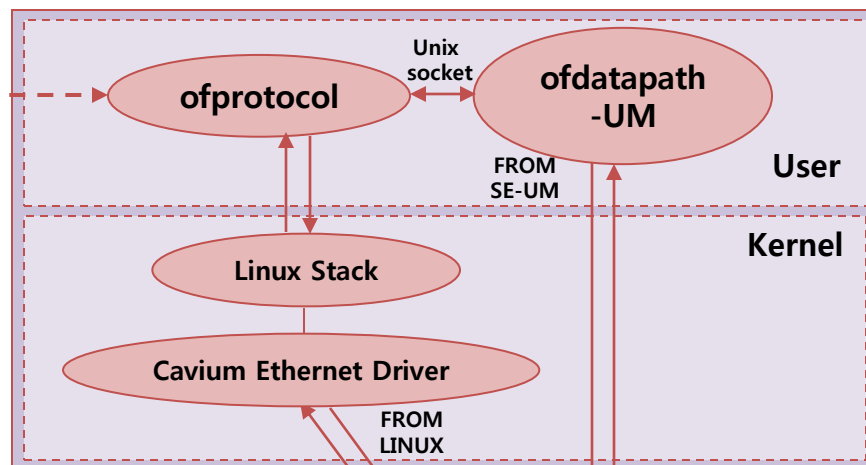 Unix
socket
ofprotocol
ofdatapath
-UM
FROM
SE-UM
User
Kernel
Linux Stack
Cavium Ethernet Driver
FROM
LINUX